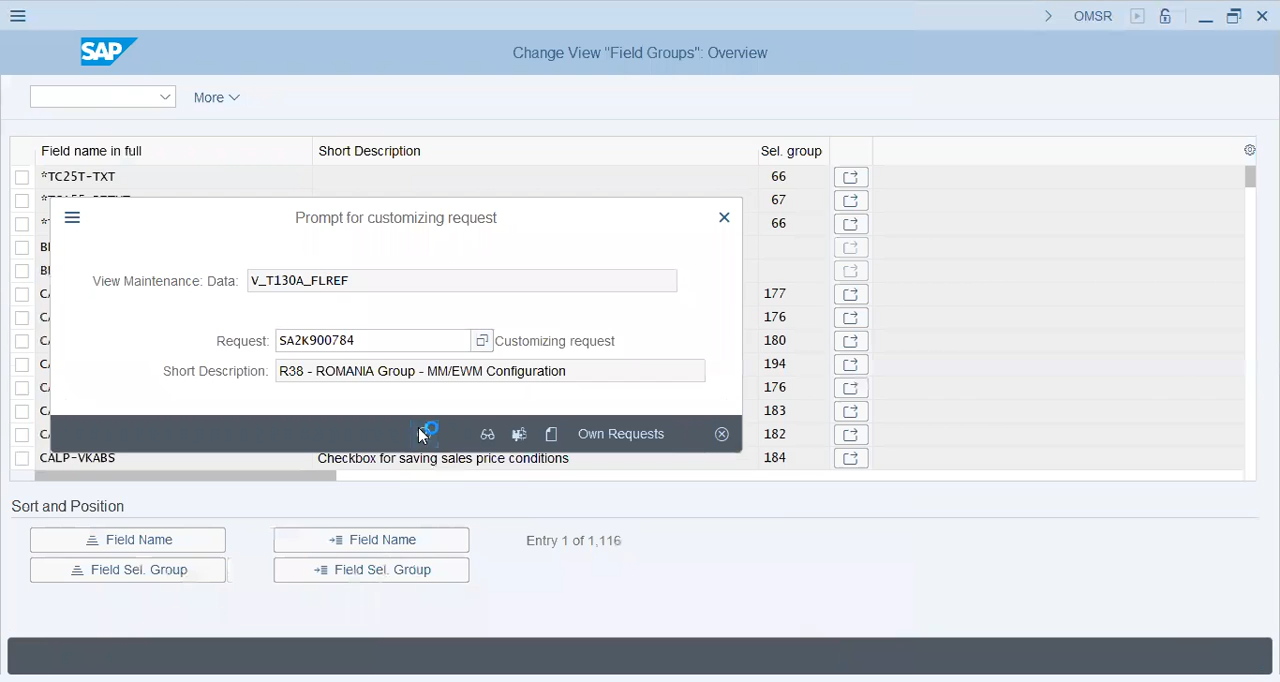 OMSR
SAP
Change View "Field Groups": Overview
More
Field name in full Short Description Sel. group
*TC25T-TXT 66
67
66
177
176
180
194
176
183
182
CALP-VKABS Checkbox for saving sales price conditions 184
Prompt for customizing request
View Maintenance: Data: V_T130A_FLREF
Request: SA2K900784 Customizing request
Short Description: R38 - ROMANIA Group - MM/EWM Configuration
Own Requests
Sort and Position
Field Name Field Name Entry 1 of 1,116
Field Sel. Group Field Sel. Group